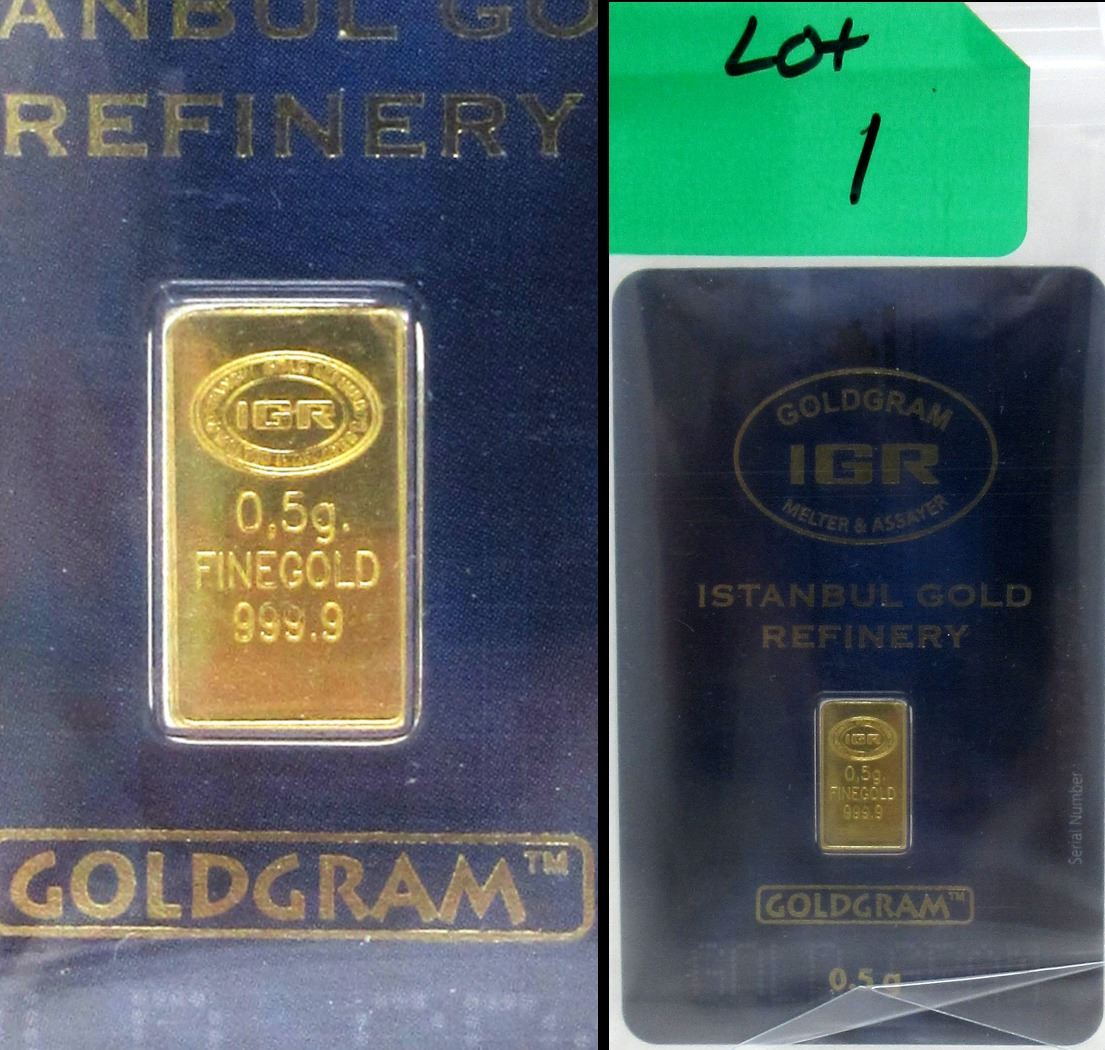 ANBUL GO
REFINERY
IGR
0,5g.
FINEGOLD
999.9
GOLDGRAM™
Lot
1
GOLDGRAM
IGR
MELTER & ASSAYER
ISTANBUL GOLD
REFINERY
IGR
0,5g.
FINEGOLD
999.9
Serial Number
GOLDGRAM™
0.5 g